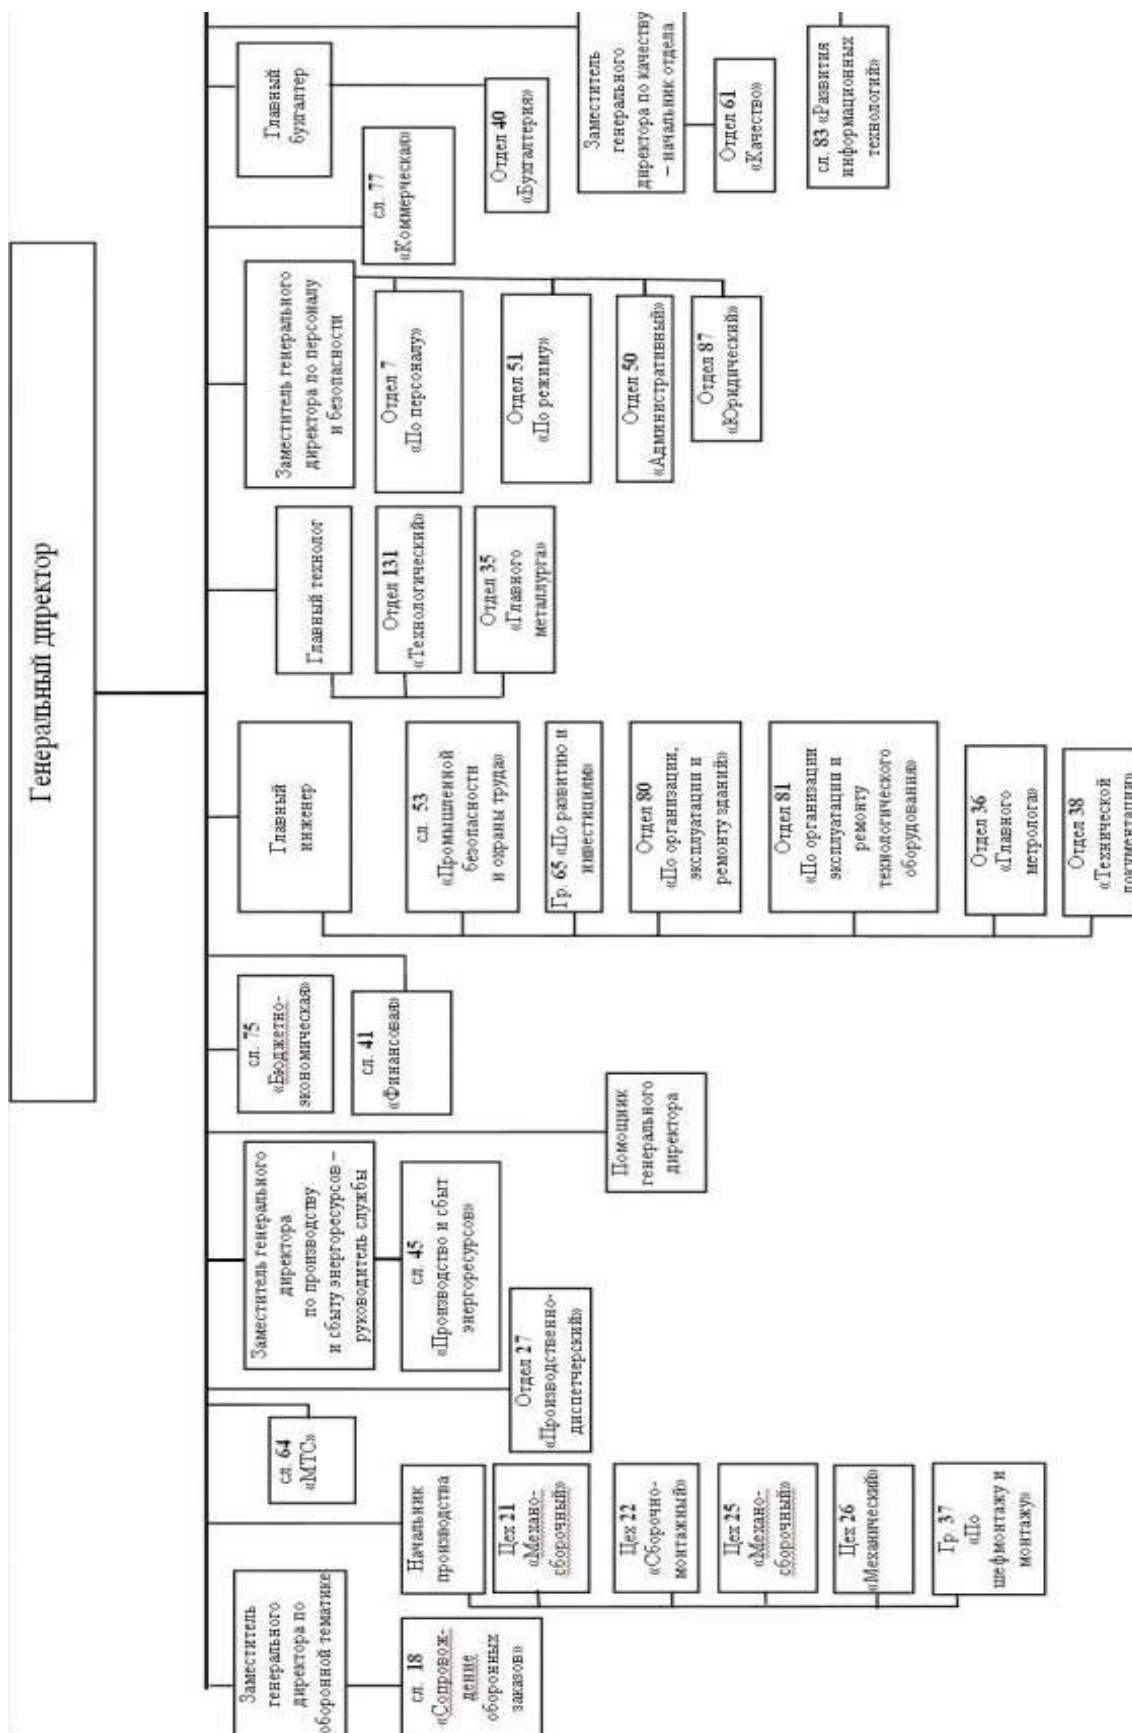 Генеральный директор
Заместитель
генерального
директора по
оборонной тематике
сл. 18
«Сопровож-
дение
оборонных
заказов»
Начальник
производства
Цех 21
«Механо-
сборочный»
Цех 22
«Сборочно-
монтажный»
Цех 25
«Механо-
сборочный»
Цех 26
«Механический»
Гр. 37
«По
шефмонтажу и
монтажу»
сл. 64
«МТС»
Отдел 27
«Производственно-
диспетчерский»
Заместитель генерального
директора
по производству
и сбыту энергоресурсов –
руководитель службы
сл. 45
«Производство и сбыт
энергоресурсов»
Помощник
генерального
директора
сл. 75
«Бюджетно-
экономическая»
сл. 41
«Финансовая»
Главный
инженер
сл. 53
«Промышленной
безопасности
и охраны труда»
Гр. 65 «По развитию и
инвестициям»
Отдел 80
«По организации,
эксплуатации и
ремонту зданий»
Отдел 81
«По организации
эксплуатации и
ремонту
технологического
оборудования»
Отдел 36
«Главного
метролога»
Отдел 38
«Технической
документации»
Главный технолог
Отдел 131
«Технологический»
Отдел 35
«Главного
металлурга»
Заместитель генерального
директора по персоналу
и безопасности
Отдел 7
«По персоналу»
Отдел 51
«По режиму»
Отдел 50
«Административный»
Отдел 87
«Юридический»
сл. 77
«Коммерческая»
Главный
бухгалтер
Отдел 40
«Бухгалтерия»
Заместитель
генерального
директора по качеству
– начальник отдела
Отдел 61
«Качество»
сл. 83 «Развития
информационных
технологий»